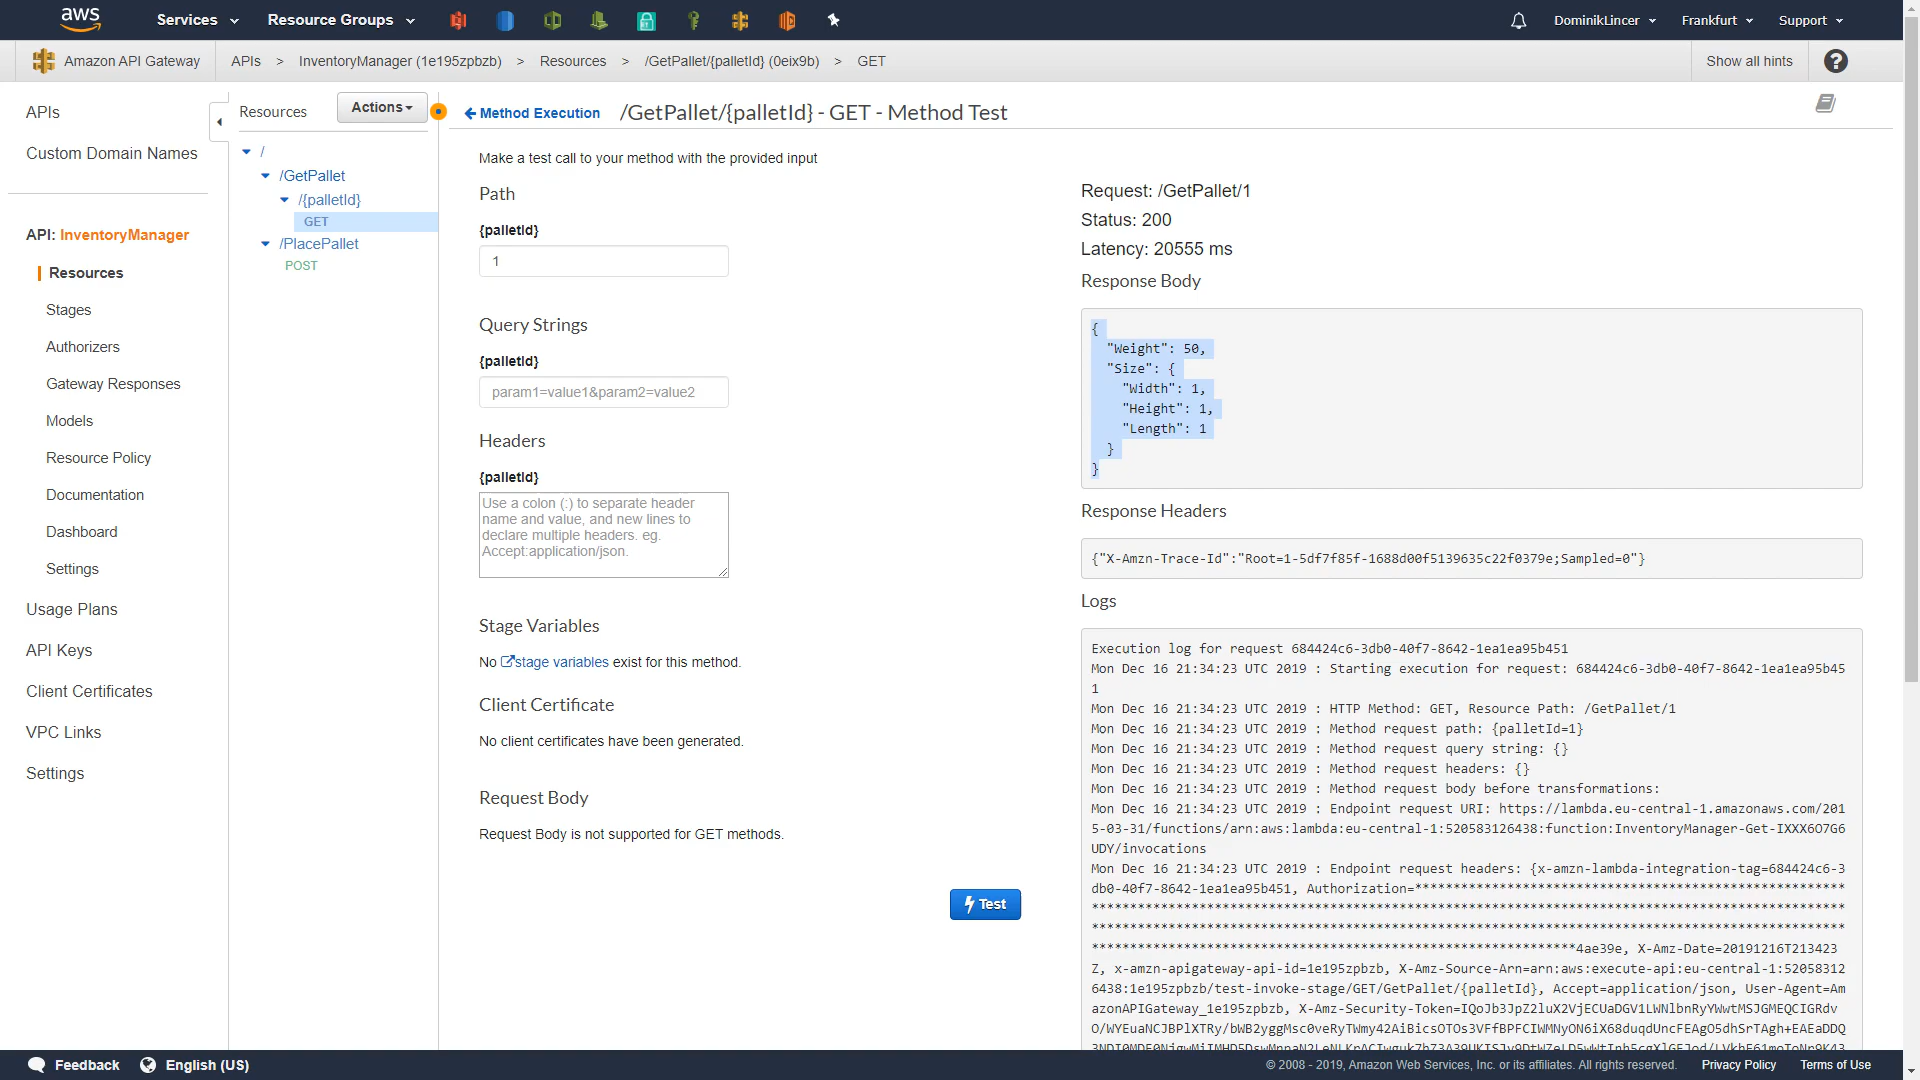 aws
Services
Resource Groups
DominikLincer
Frankfurt
Support
Amazon API Gateway
APIs > InventoryManager (1e195zpbzb) > Resources > /GetPallet/{palletId} (0eix9b) > GET
Show all hints
?
APIs
Custom Domain Names
API: InventoryManager
Resources
Stages
Authorizers
Gateway Responses
Models
Resource Policy
Documentation
Dashboard
Settings
Usage Plans
API Keys
Client Certificates
VPC Links
Settings
Resources
Actions
/
/GetPallet
/{palletId}
GET
/PlacePallet
POST
Method Execution
/GetPallet/{palletId} - GET - Method Test
Make a test call to your method with the provided input
Path
{palletId}
1
Query Strings
{palletId}
param1=value1&param2=value2
Headers
{palletId}
Use a colon (:) to separate header
name and value, and new lines to
declare multiple headers. eg.
Accept:application/json.
Stage Variables
No stage variables exist for this method.
Client Certificate
No client certificates have been generated.
Request Body
Request Body is not supported for GET methods.
Test
Request: /GetPallet/1
Status: 200
Latency: 20555 ms
Response Body
{
"Weight": 50,
"Size": {
"Width": 1,
"Height": 1,
"Length": 1
}
}
Response Headers
{"X-Amzn-Trace-Id":"Root=1-5df7f85f-1688d00f5139635c22f0379e;Sampled=0"}
Logs
Execution log for request 684424c6-3db0-40f7-8642-1ea1ea95b451
Mon Dec 16 21:34:23 UTC 2019 : Starting execution for request: 684424c6-3db0-40f7-8642-1ea1ea95b45
1
Mon Dec 16 21:34:23 UTC 2019 : HTTP Method: GET, Resource Path: /GetPallet/1
Mon Dec 16 21:34:23 UTC 2019 : Method request path: {palletId=1}
Mon Dec 16 21:34:23 UTC 2019 : Method request query string: {}
Mon Dec 16 21:34:23 UTC 2019 : Method request headers: {}
Mon Dec 16 21:34:23 UTC 2019 : Method request body before transformations:
Mon Dec 16 21:34:23 UTC 2019 : Endpoint request URI: https://lambda.eu-central-1.amazonaws.com/201
5-03-31/functions/arn:aws:lambda:eu-central-1:520583126438:function:InventoryManager-Get-IXXX6O7G6
UDY/invocations
Mon Dec 16 21:34:23 UTC 2019 : Endpoint request headers: {x-amzn-lambda-integration-tag=684424c6-3
db0-40f7-8642-1ea1ea95b451, Authorization=********************************************************
**************************************************************************************************
**************************************************************************************************
***************************************************************4ae39e, X-Amz-Date=20191216T213423
Z, x-amzn-apigateway-api-id=1e195zpbzb, X-Amz-Source-Arn=arn:aws:execute-api:eu-central-1:52058312
6438:1e195zpbzb/test-invoke-stage/GET/GetPallet/{palletId}, Accept=application/json, User-Agent=Am
azonAPIGateway_1e195zpbzb, X-Amz-Security-Token=IQoJb3JpZ2luX2VjECUaDGV1LWNlbnRyYWwtMSJGMEQCIGRdv
O/WYEuaNCJBPlXTRy/bWB2yggMsc0veRyTWmy42AiBicsOTOs3VFfBPFCIWMNyON6iX68duqdUncFEAgO5dhSrTAgh+EAEaDDQ
Feedback
English (US)
© 2008 - 2019, Amazon Web Services, Inc. or its affiliates. All rights reserved.
Privacy Policy
Terms of Use